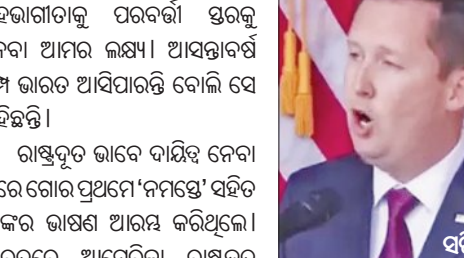 ହଭାଗୀତାକୁ ପରବର୍ତ୍ତୀ ସ୍ତରକୁ
ନେବା ଆମର ଲକ୍ଷ୍ୟ। ଆସନ୍ତାବର୍ଷ
ମ୍ପ ଭାରତ ଆସିପାରନ୍ତି ବୋଲି ସେ
ହିଛନ୍ତି।
ରାଷ୍ଟ୍ରଦୂତ ଭାବେ ଦାୟିତ୍ୱ ନେବା
ରେ ଗୋର ପ୍ରଥମେ ‘ନମସ୍ତେ’ ସହିତ
ଙ୍କର ଭାଷଣ ଆରମ୍ଭ କରିଥିଲେ।